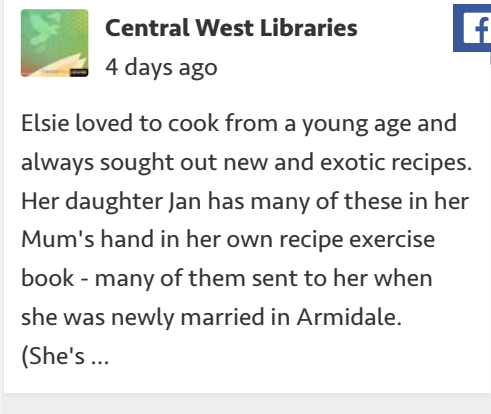 Central West Libraries
4 days ago
Elsie loved to cook from a young age and
always sought out new and exotic recipes.
Her daughter Jan has many of these in her
Mum's hand in her own recipe exercise
book - many of them sent to her when
she was newly married in Armidale.
(She's ...